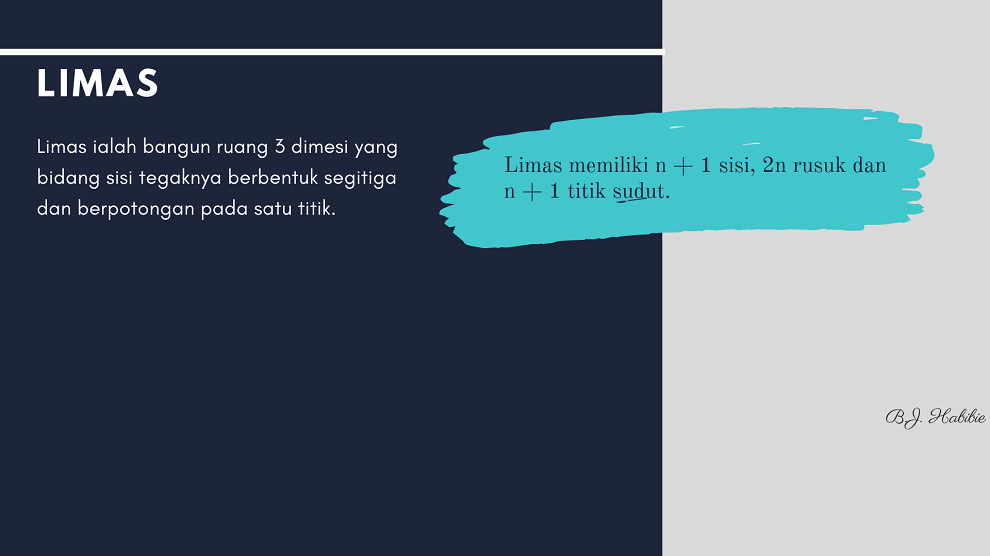 LIMAS
Limas ialah bangun ruang 3 dimesi yang
bidang sisi tegaknya berbentuk segitiga
dan berpotongan pada satu titik.
Limas memiliki n + 1 sisi, 2n rusuk dan
n + 1 titik sudut.
B.J. Habibie